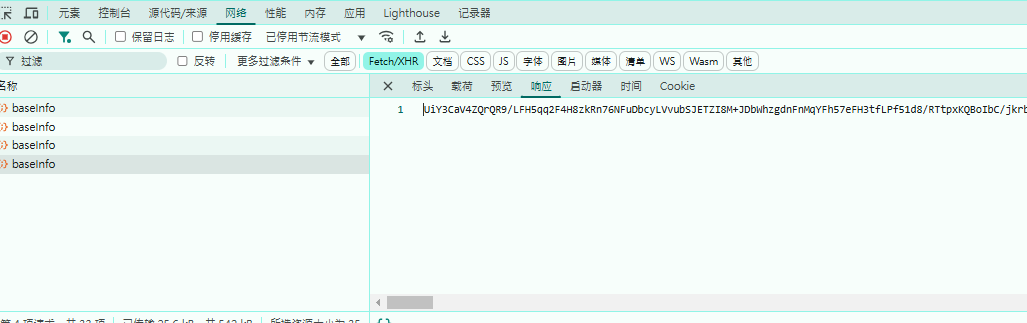 元素 控制台 源代码/来源 网络 性能 内存 应用 Lighthouse 记录器
保留日志 停用缓存 已停用节流模式
过滤 反转 更多过滤条件 全部 Fetch/XHR 文档 CSS JS 字体 图片 媒体 清单 WS Wasm 其他
名称 标头 载荷 预览 响应 启动器 时间 Cookie
baseInfo
baseInfo
baseInfo
baseInfo
1 UiY3CaV4ZQrQR9/LFH5qq2F4H8zkRn76NFuDbcyLVvubSJETZI8M+JDbWhzgdnFnMqYFh57eFH3tfLPf51d8/RTtpxKQBoIbC/jkrb